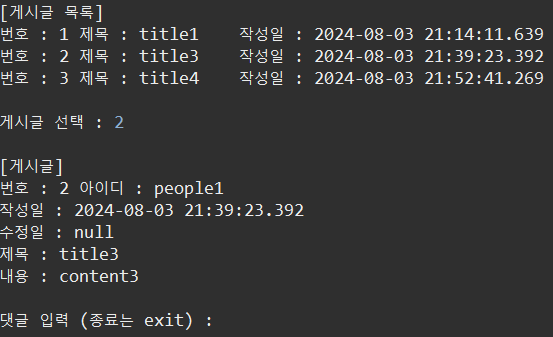 [게시글 목록]
번호 : 1 제목 : title1    작성일 : 2024-08-03 21:14:11.639
번호 : 2 제목 : title3    작성일 : 2024-08-03 21:39:23.392
번호 : 3 제목 : title4    작성일 : 2024-08-03 21:52:41.269
게시글 선택 : 2
[게시글]
번호 : 2 아이디 : people1
작성일 : 2024-08-03 21:39:23.392
수정일 : null
제목 : title3
내용 : content3
댓글 입력 (종료는 exit) :